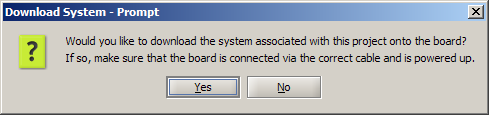 Download System - Prompt
Would you like to download the system associated with this project onto the board?
If so, make sure that the board is connected via the correct cable and is powered up.
Yes No